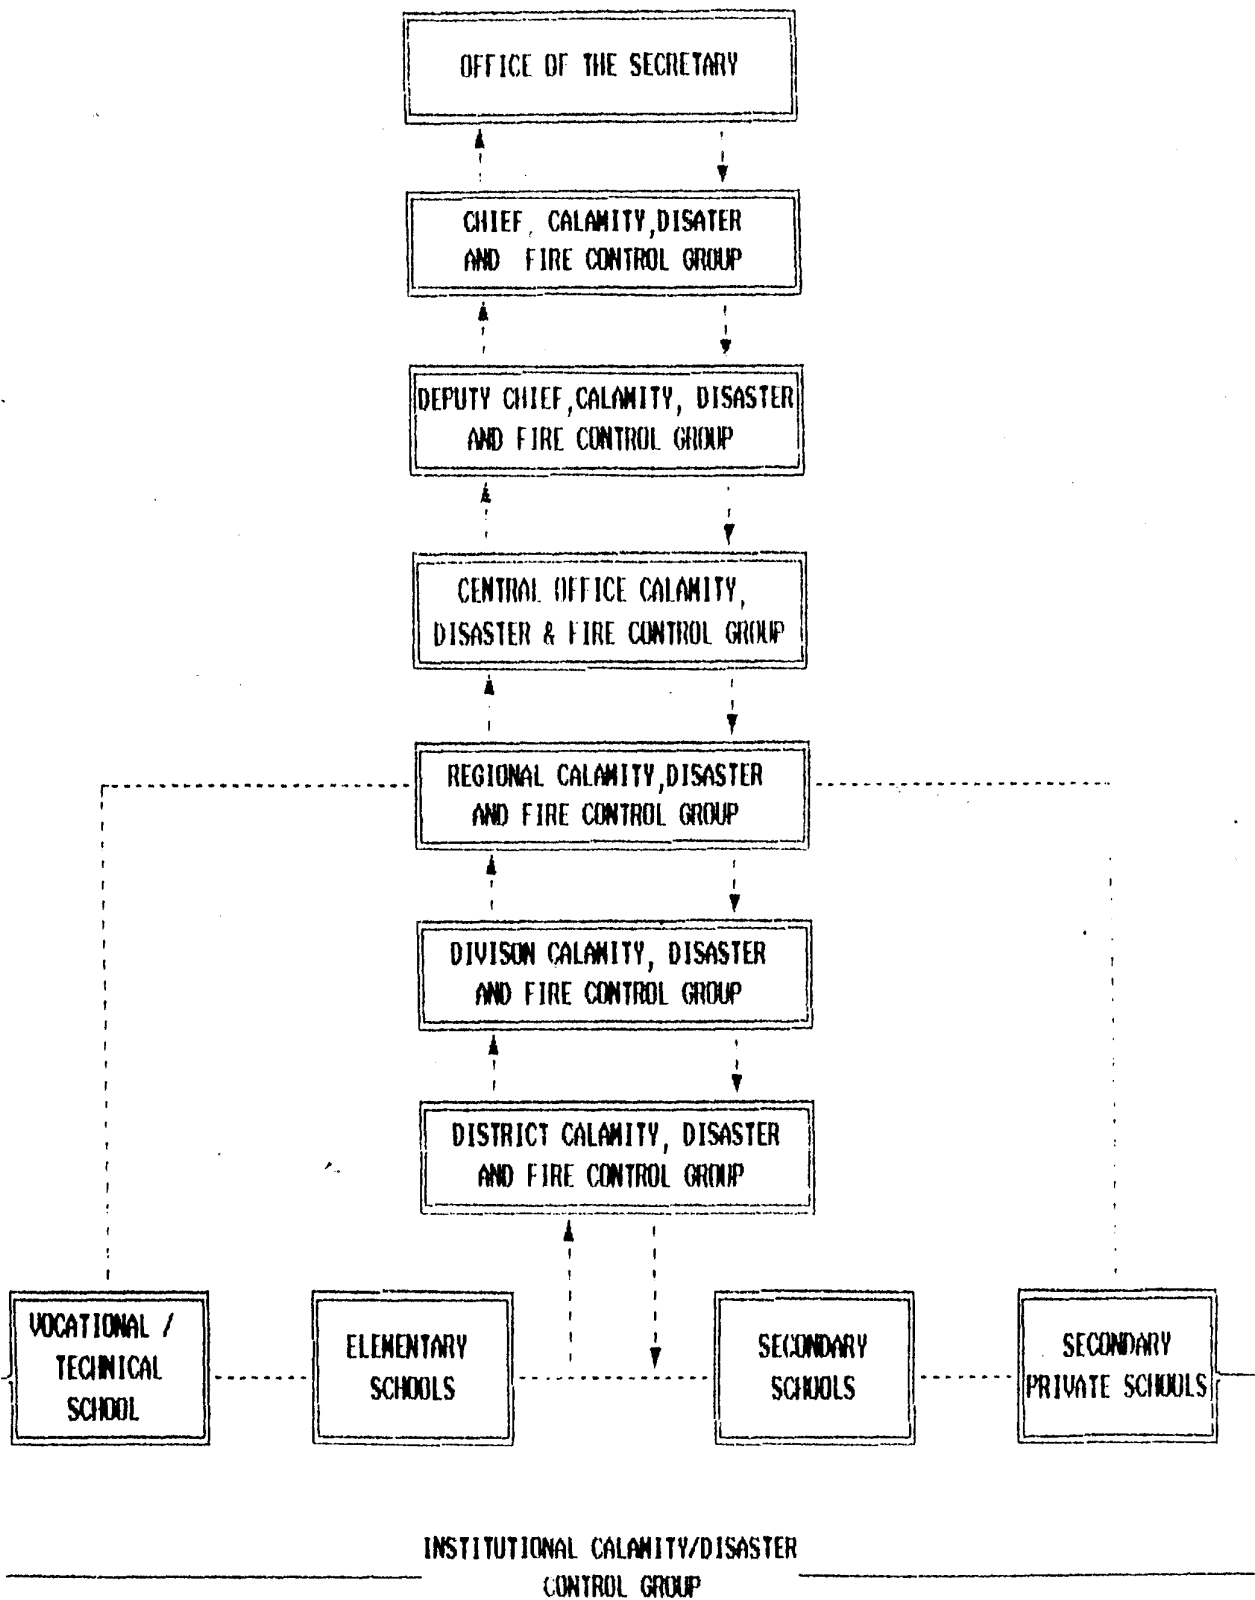 OFFICE OF THE SECRETARY
CHIEF, CALAMITY,DISATER
AND FIRE CONTROL GROUP
DEPUTY CHIEF,CALAMITY, DISASTER
AND FIRE CONTROL GROUP
CENTRAL OFFICE CALAMITY,
DISASTER & FIRE CONTROL GROUP
REGIONAL CALAMITY,DISASTER
AND FIRE CONTROL GROUP
DIVISON CALAMITY, DISASTER
AND FIRE CONTROL GROUP
DISTRICT CALAMITY, DISASTER
AND FIRE CONTROL GROUP
VOCATIONAL /
TECHNICAL
SCHOOL
ELEMENTARY
SCHOOLS
SECONDARY
SCHOOLS
SECONDARY
PRIVATE SCHOOLS
INSTITUTIONAL CALAMITY/DISASTER
CONTROL GROUP